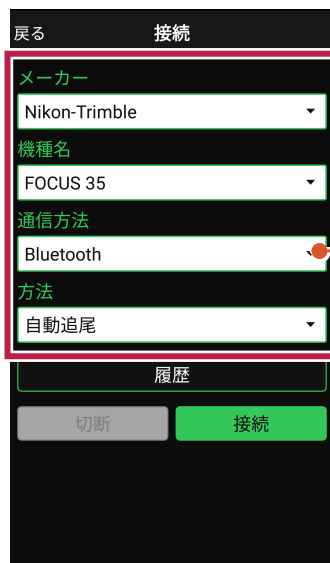 戻る 接続
メーカー
Nikon-Trimble
機種名
FOCUS 35
通信方法
Bluetooth
方法
自動追尾
履歴
切断 接続